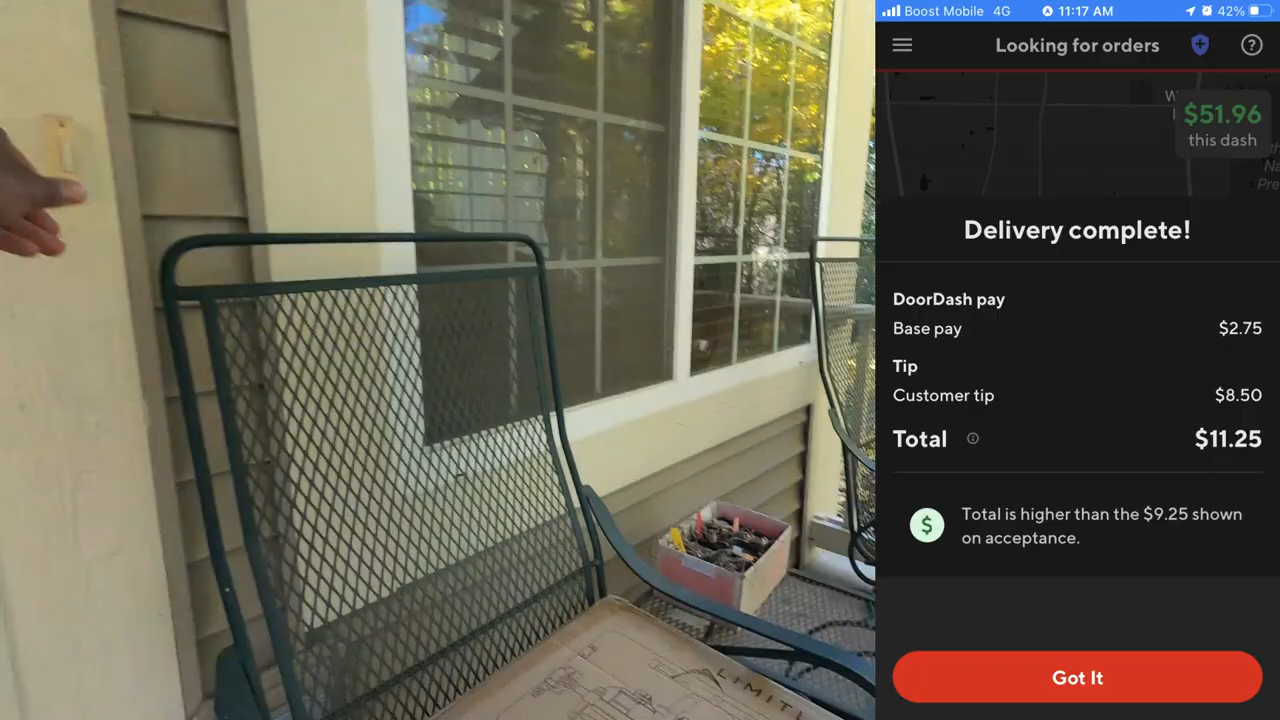 Boost Mobile 4G 11:17 AM 42%
Looking for orders
$51.96
this dash
Delivery complete!
DoorDash pay
Base pay $2.75
Tip
Customer tip $8.50
Total $11.25
Total is higher than the $9.25 shown
on acceptance.
Got It